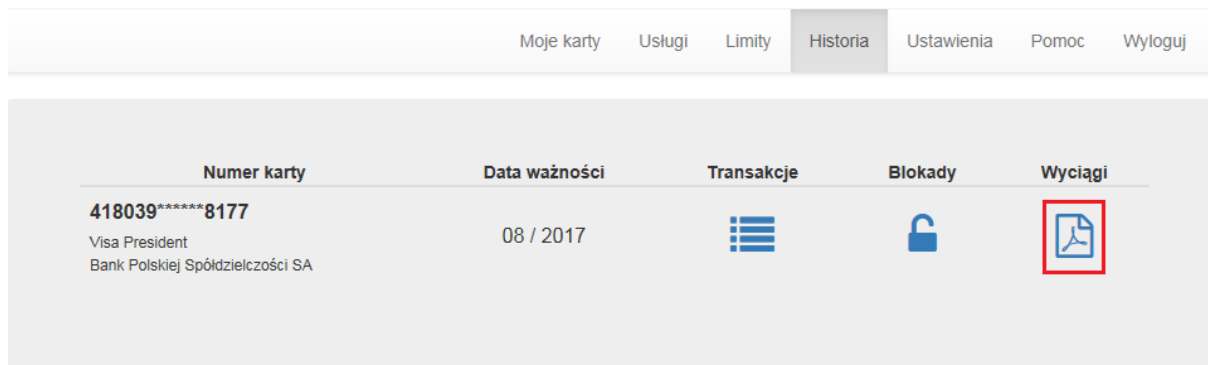 Moje karty Usługi Limity Historia Ustawienia Pomoc Wyloguj
Numer karty Data ważności Transakcje Blokady Wyciągi
418039******8177
Visa President
Bank Polskiej Spółdzielczości SA
08 / 2017